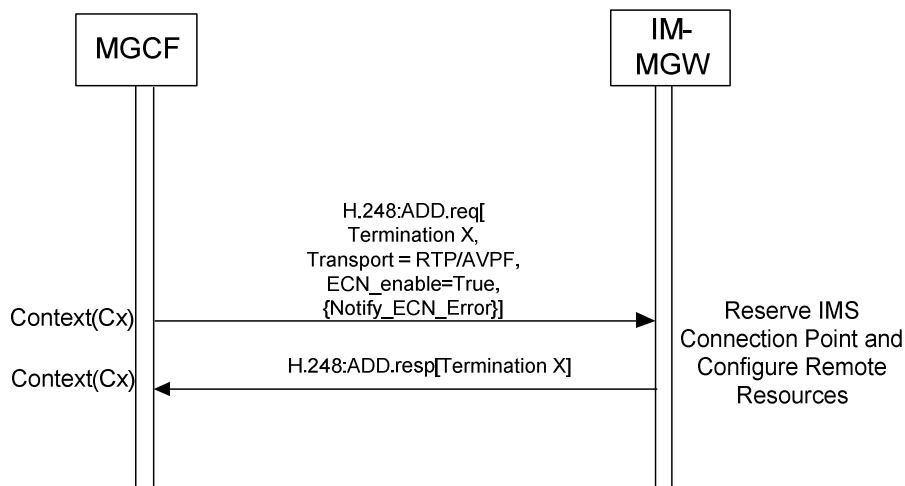 MGCF
IM-
MGW
H.248:ADD.req[
Termination X,
Transport = RTP/AVPF,
ECN_enable=True,
{Notify_ECN_Error}]
Context(Cx)
Reserve IMS
Connection Point and
Configure Remote
Resources
H.248:ADD.resp[Termination X]
Context(Cx)